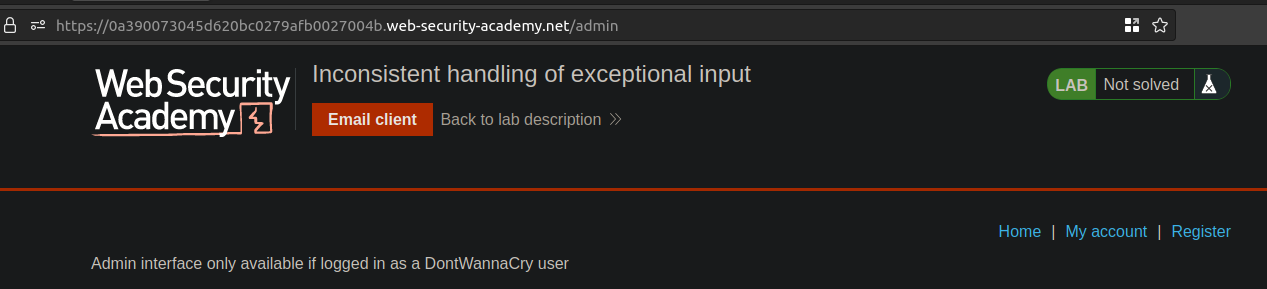 https://0a390073045d620bc0279afb0027004b.web-security-academy.net/admin
Web Security
Academy
Inconsistent handling of exceptional input
Email client
Back to lab description
LAB
Not solved
Home | My account | Register
Admin interface only available if logged in as a DontWannaCry user